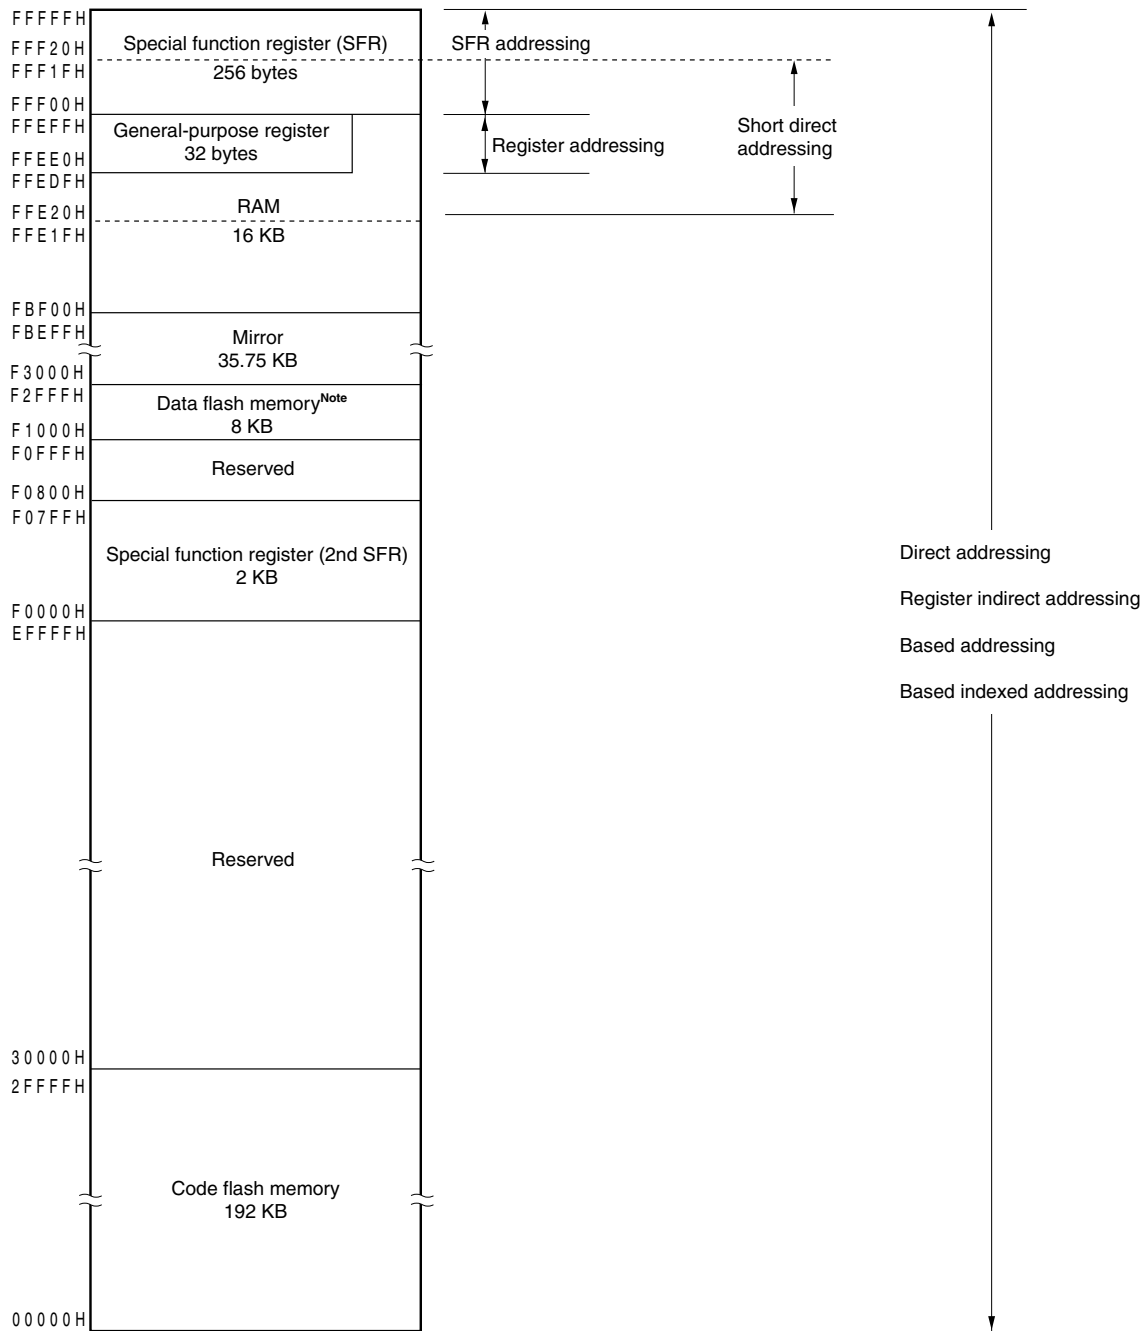 FFFFFH
FFF20H
FFF1FH
FFF00H
FFEFFH
FFEE0H
FFEDFH
FFE20H
FFE1FH
FBF00H
FBEFFH
F3000H
F2FFFH
F1000H
F0FFFH
F0800H
F07FFH
F0000H
EFFFFH
30000H
2FFFFH
00000H
Special function register (SFR)
256 bytes
General-purpose register
32 bytes
RAM
16 KB
Mirror
35.75 KB
Data flash memoryNote
8 KB
Reserved
Special function register (2nd SFR)
2 KB
Reserved
Code flash memory
192 KB
SFR addressing
Register addressing
Short direct
addressing
Direct addressing
Register indirect addressing
Based addressing
Based indexed addressing